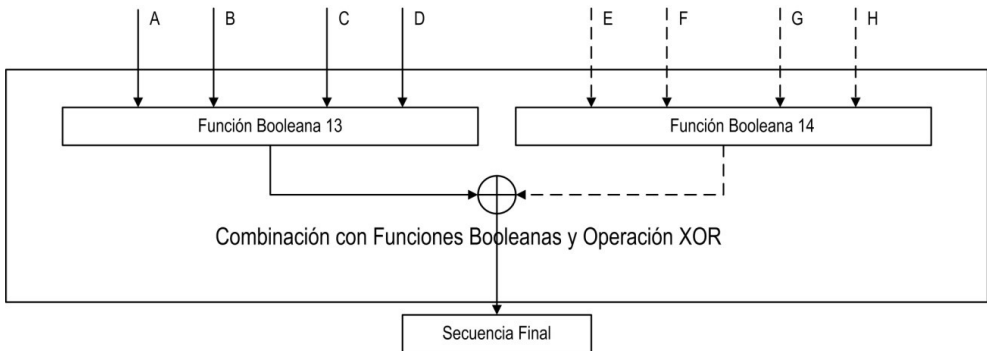 A B C D E F G H
Función Booleana 13 Función Booleana 14
Combinación con Funciones Booleanas y Operación XOR
Secuencia Final